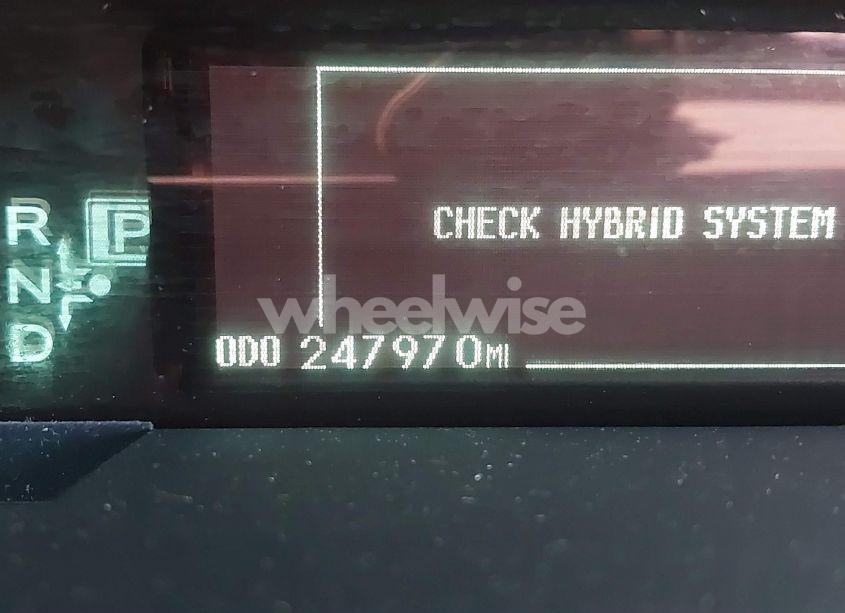 R
P
N
D
CHECK HYBRID SYSTEM
wheelwise
ODO 247970MI